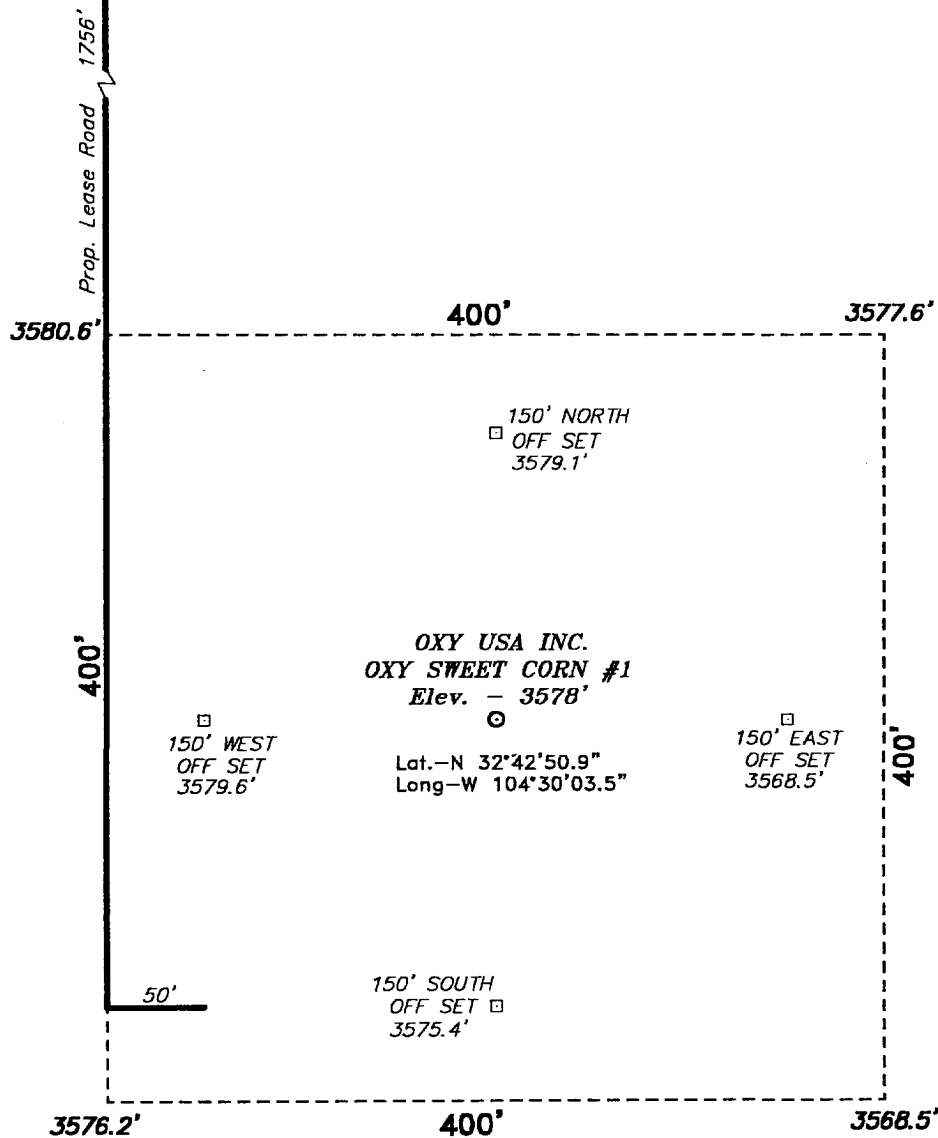 Prop. Lease Road 1756'
3580.6'
400'
3577.6'
150' NORTH
OFF SET
3579.1'
400'
OXY USA INC.
OXY SWEET CORN #1
Elev. - 3578'
150' WEST
OFF SET
3579.6'
Lat.-N 32°42'50.9"
Long-W 104°30'03.5"
150' EAST
OFF SET
3568.5'
400'
50'
150' SOUTH
OFF SET
3575.4'
3576.2'
400'
3568.5'